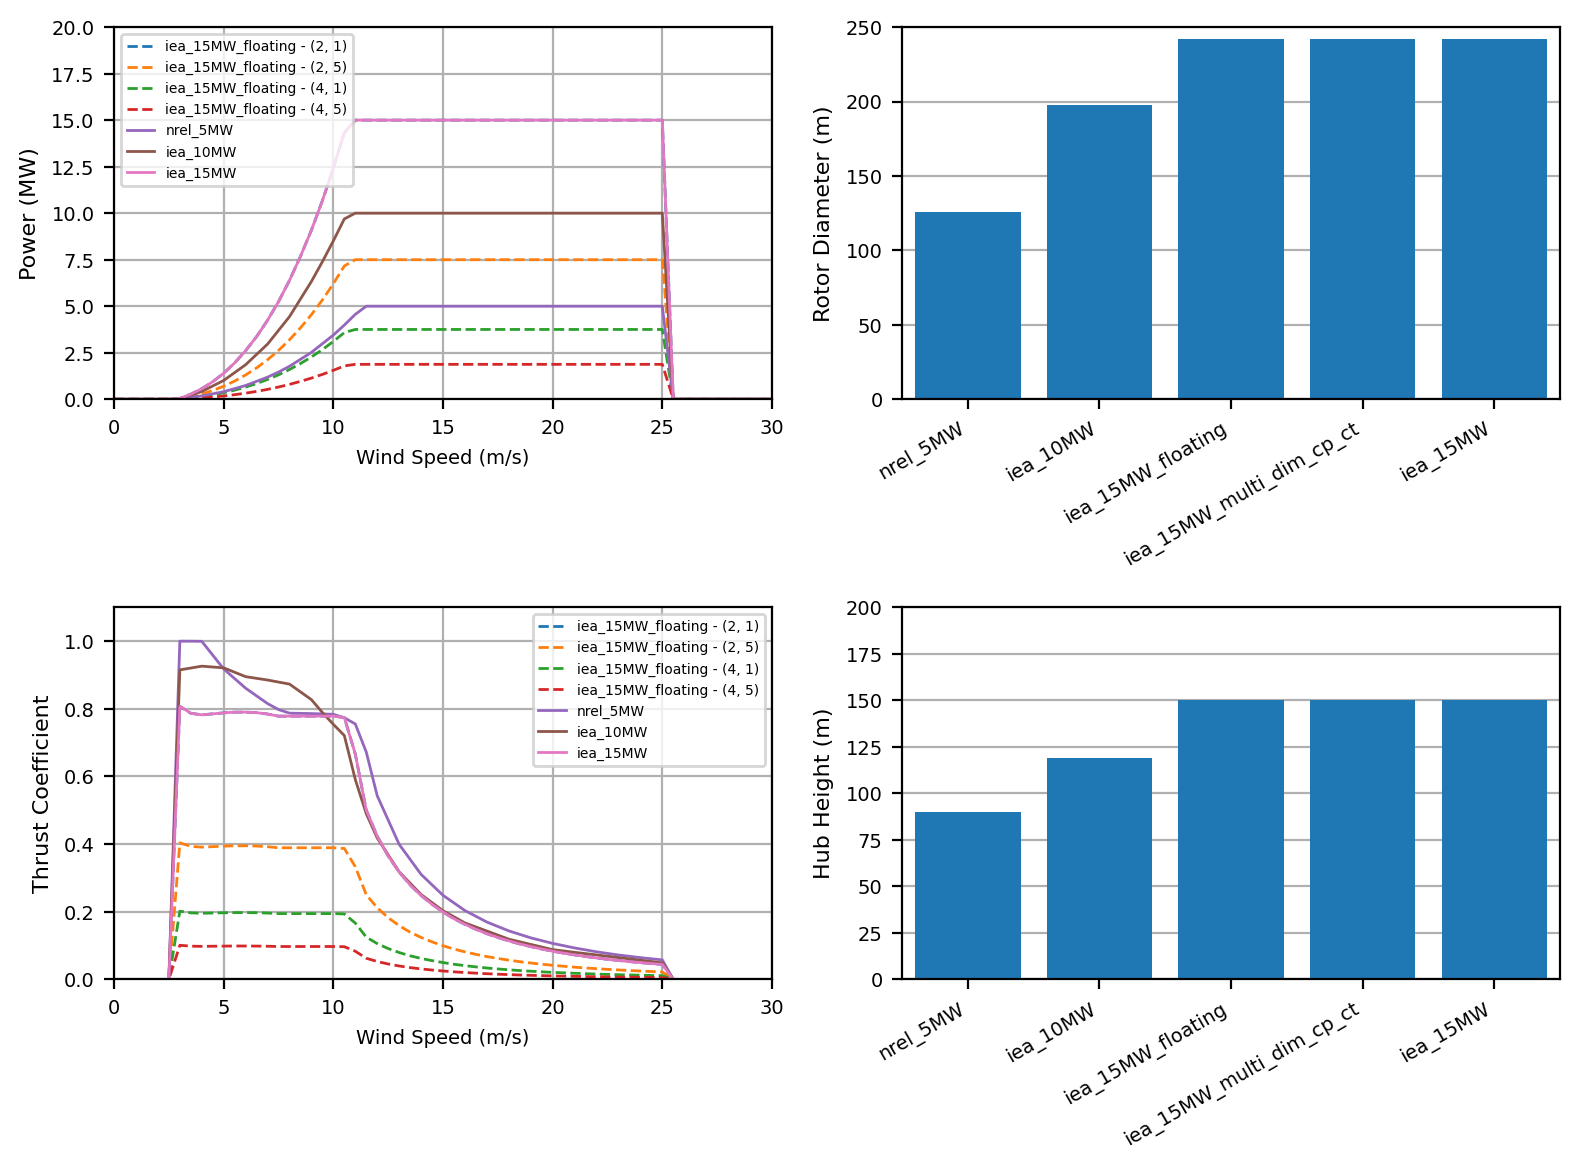 20.0
17.5
15.0
12.5
10.0
7.5
5.0
2.5
0.0
Power (MW)
iea_15MW_floating - (2, 1)
iea_15MW_floating - (2, 5)
iea_15MW_floating - (4, 1)
iea_15MW_floating - (4, 5)
nrel_5MW
iea_10MW
iea_15MW
0 5 10 15 20 25 30
Wind Speed (m/s)
250
200
150
100
50
0
Rotor Diameter (m)
nrel_5MW
iea_10MW
iea_15MW_floating
iea_15MW_multi_dim_cp_ct
iea_15MW
1.0
0.8
0.6
0.4
0.2
0.0
Thrust Coefficient
iea_15MW_floating - (2, 1)
iea_15MW_floating - (2, 5)
iea_15MW_floating - (4, 1)
iea_15MW_floating - (4, 5)
nrel_5MW
iea_10MW
iea_15MW
0 5 10 15 20 25 30
Wind Speed (m/s)
200
175
150
125
100
75
50
25
0
Hub Height (m)
nrel_5MW
iea_10MW
iea_15MW_floating
iea_15MW_multi_dim_cp_ct
iea_15MW